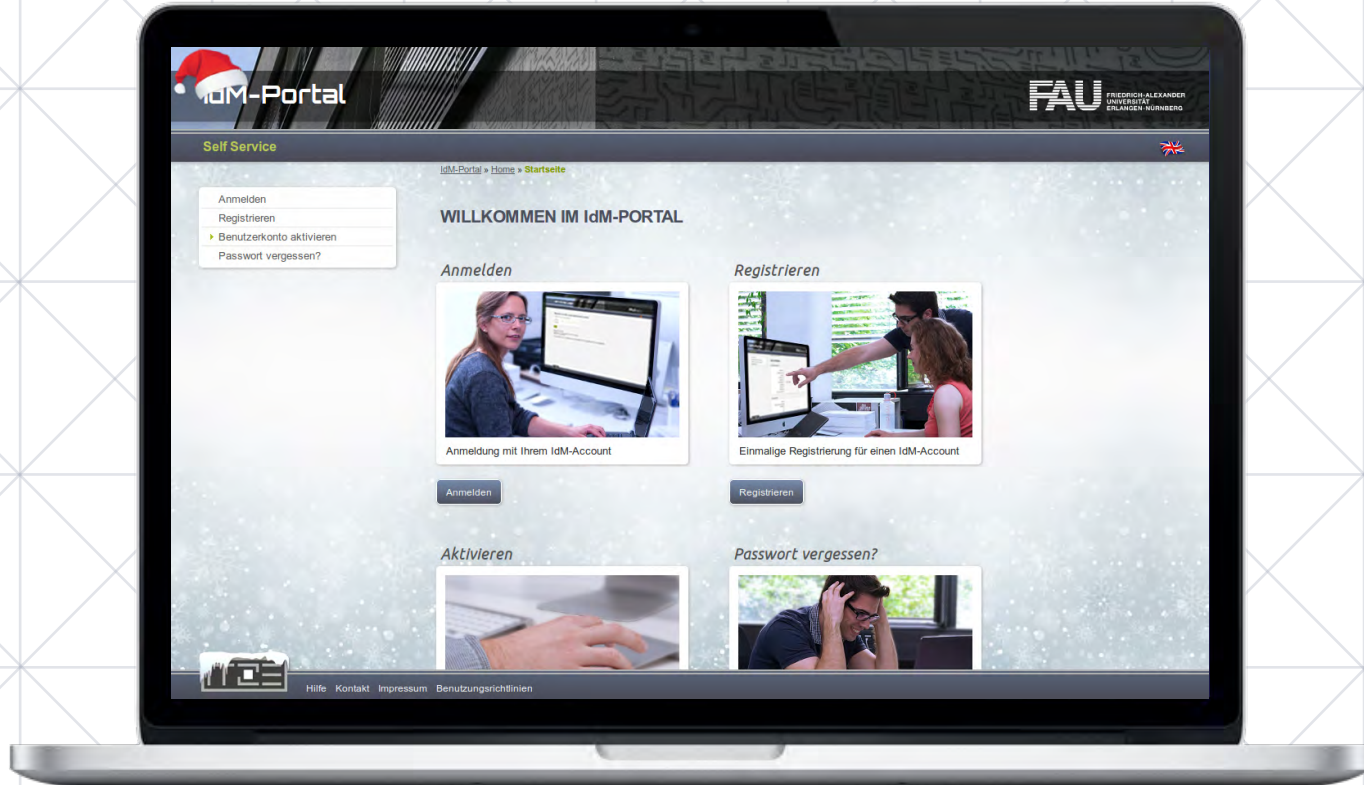 IdM-Portal
FAU FRIEDRICH-ALEXANDER
UNIVERSITÄT
ERLANGEN-NÜRNBERG
Self Service
IdM-Portal » Home » Startseite
Anmelden
Registrieren
Benutzerkonto aktivieren
Passwort vergessen?
WILLKOMMEN IM IdM-PORTAL
Anmelden
Registrieren
Anmeldung mit Ihrem IdM-Account
Einmalige Registrierung für einen IdM-Account
Anmelden
Registrieren
Aktivieren
Passwort vergessen?
Hilfe Kontakt Impressum Benutzungsrichtlinien